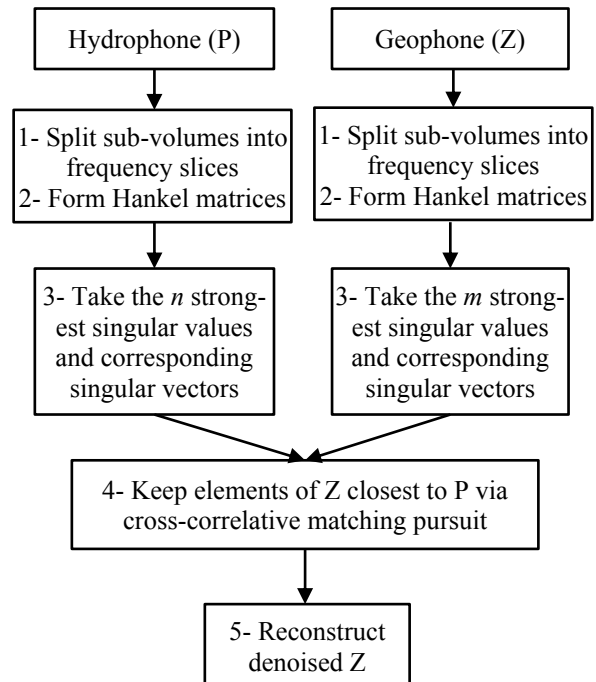 Hydrophone (P)
Geophone (Z)
1- Split sub-volumes into
frequency slices
2- Form Hankel matrices
1- Split sub-volumes into
frequency slices
2- Form Hankel matrices
3- Take the n strong-
est singular values
and corresponding
singular vectors
3- Take the m strong-
est singular values
and corresponding
singular vectors
4- Keep elements of Z closest to P via
cross-correlative matching pursuit
5- Reconstruct
denoised Z